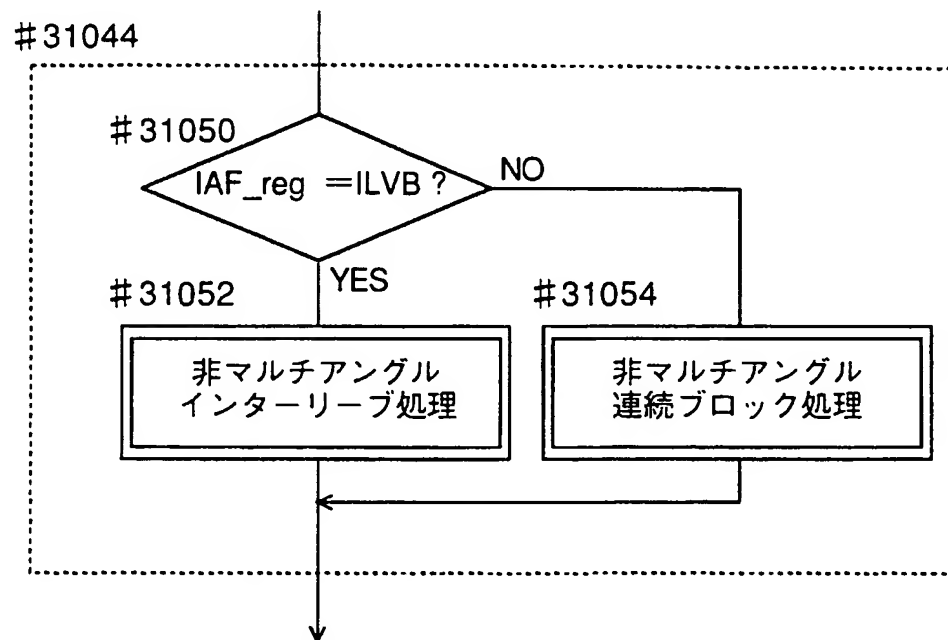 #31044
#31050
IAF_reg =ILVB ?
NO
YES
#31052
#31054
非マルチアングル
インターリーブ処理
非マルチアングル
連続ブロック処理